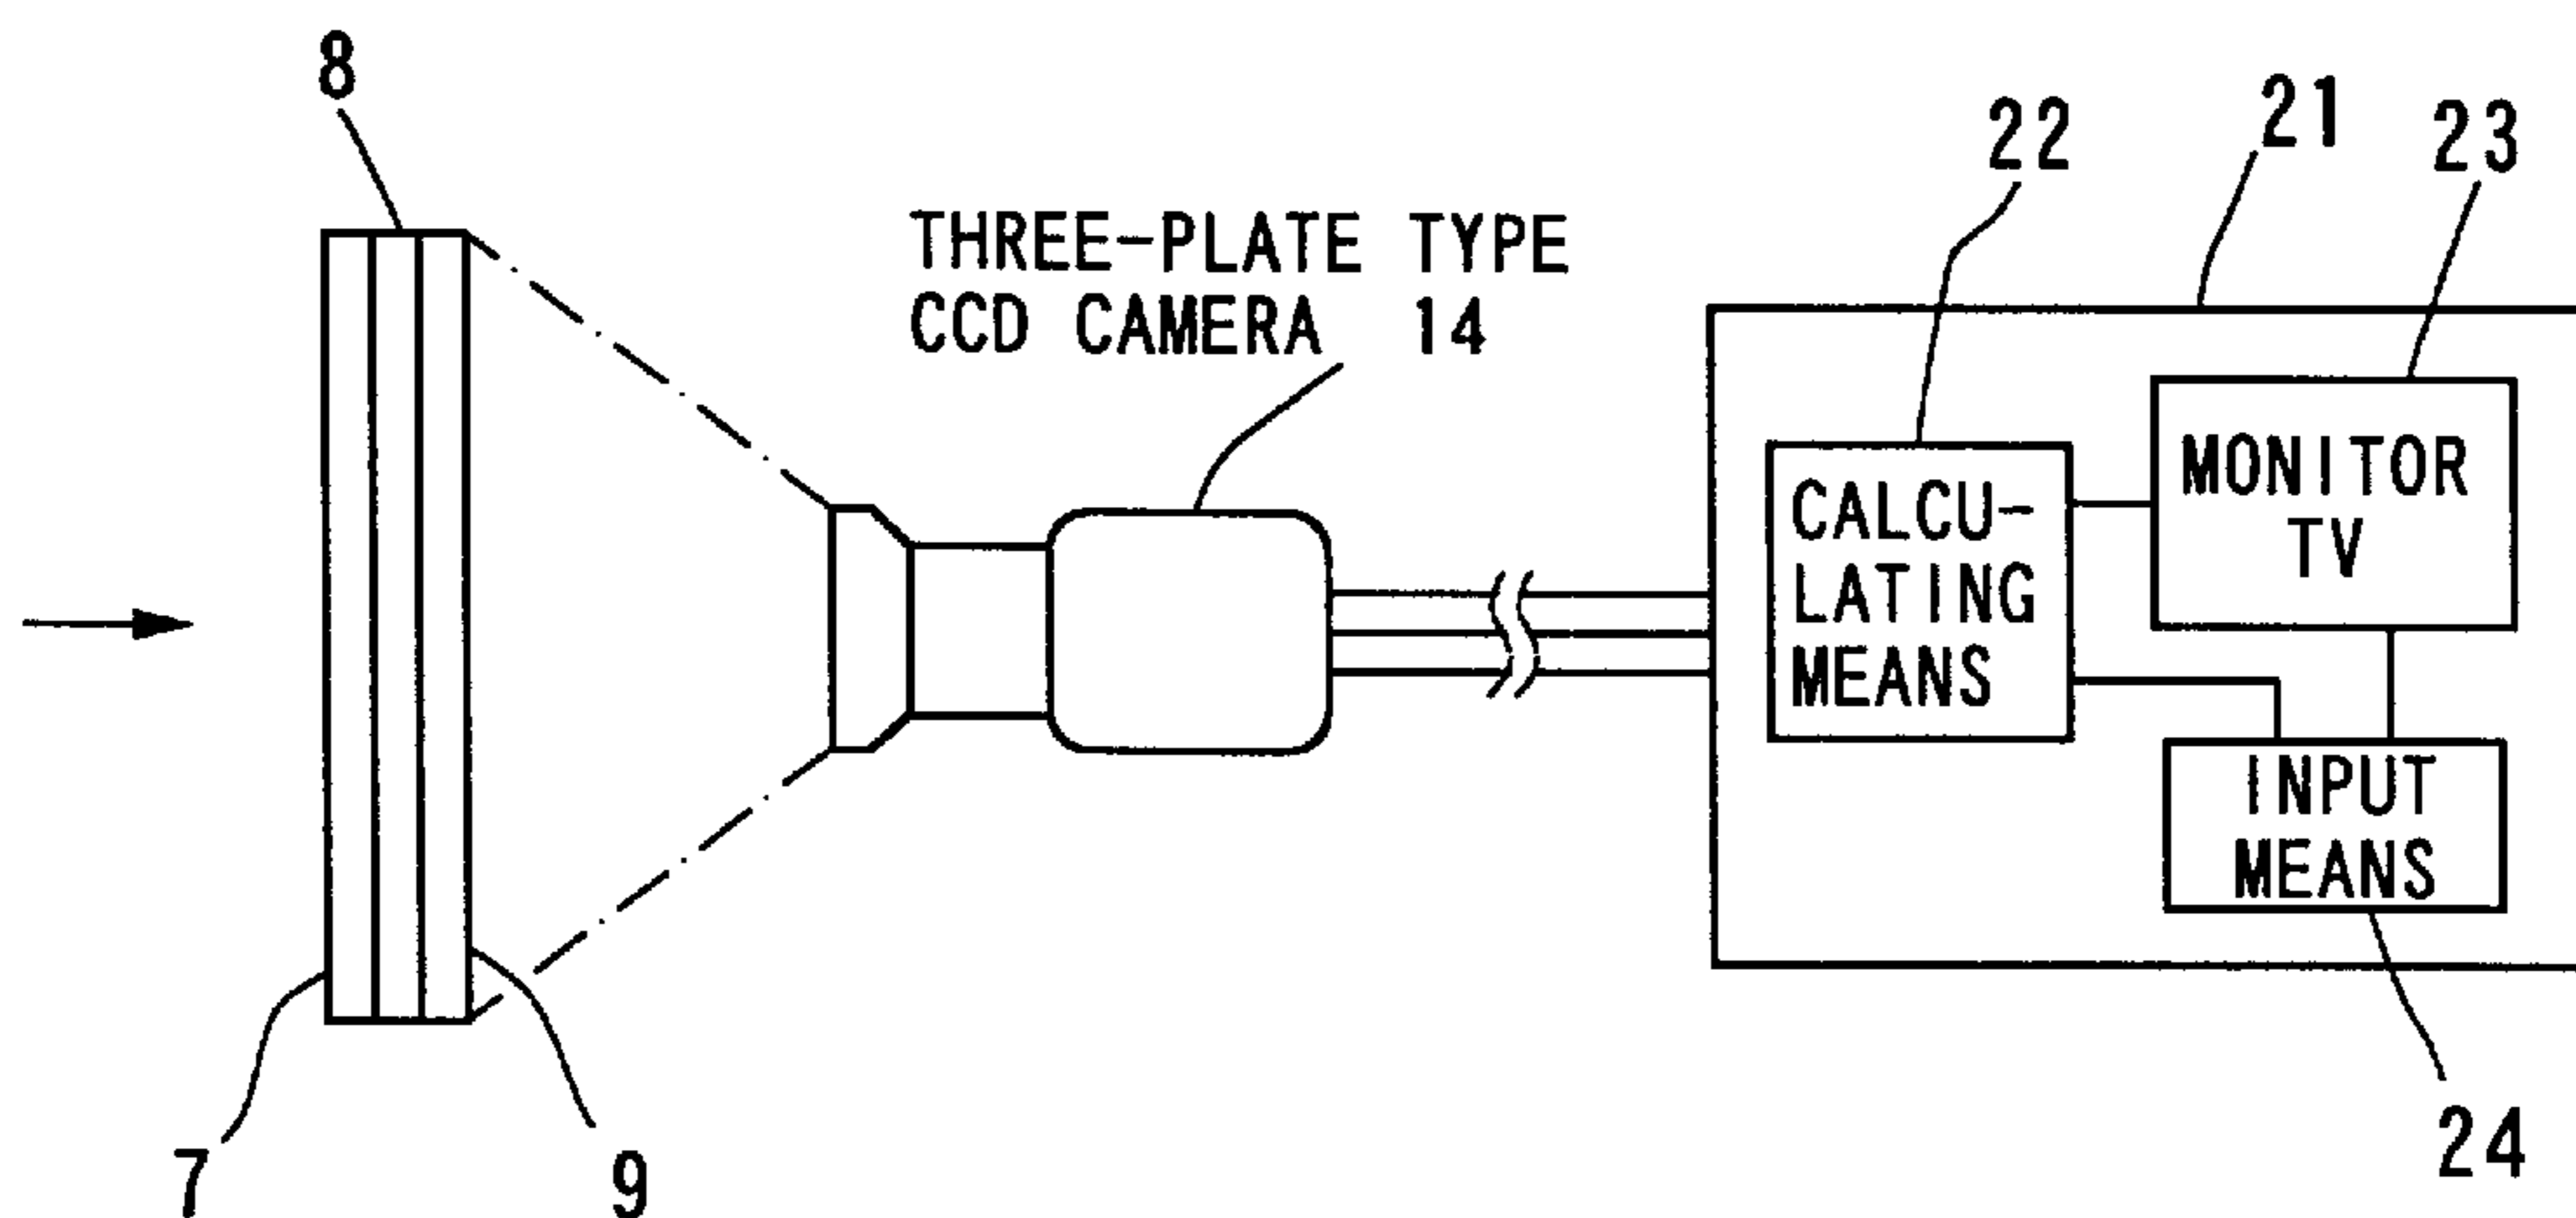 8
THREE-PLATE TYPE
CCD CAMERA 14
22
21
23
CALCU-
LATING
MEANS
MONITOR
TV
INPUT
MEANS
24
7
9